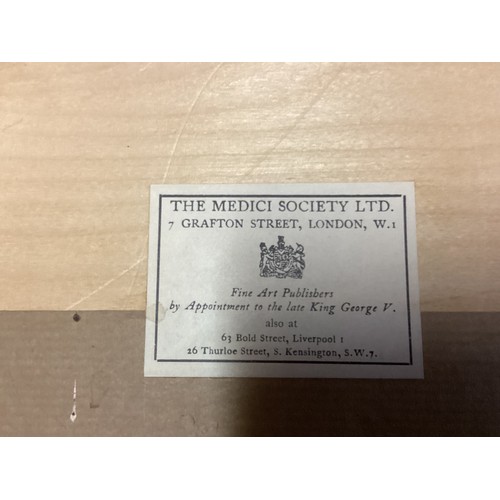 THE MEDICI SOCIETY LTD.
7 GRAFTON STREET, LONDON, W.1
Fine Art Publishers
by Appointment to the late King George V.
also at
63 Bold Street, Liverpool 1
26 Thurloe Street, S. Kensington, S.W.7.